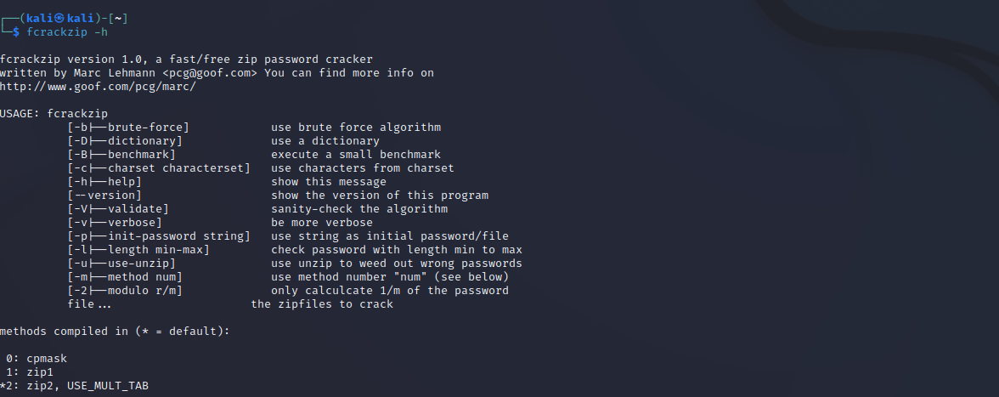 ┌──(kali㉿kali)-[~]
└─$ fcrackzip -h
fcrackzip version 1.0, a fast/free zip password cracker
written by Marc Lehmann <pcg@goof.com> You can find more info on
http://www.goof.com/pcg/marc/
USAGE: fcrackzip
[-b|--brute-force] use brute force algorithm
[-D|--dictionary] use a dictionary
[-B|--benchmark] execute a small benchmark
[-c|--charset characterset] use characters from charset
[-h|--help] show this message
[--version] show the version of this program
[-V|--validate] sanity-check the algorithm
[-v|--verbose] be more verbose
[-p|--init-password string] use string as initial password/file
[-l|--length min-max] check password with length min to max
[-u|--use-unzip] use unzip to weed out wrong passwords
[-m|--method num] use method number "num" (see below)
[-2|--modulo r/m] only calculcate 1/m of the password
file... the zipfiles to crack
methods compiled in (* = default):
0: cpmask
1: zip1
*2: zip2, USE_MULT_TAB